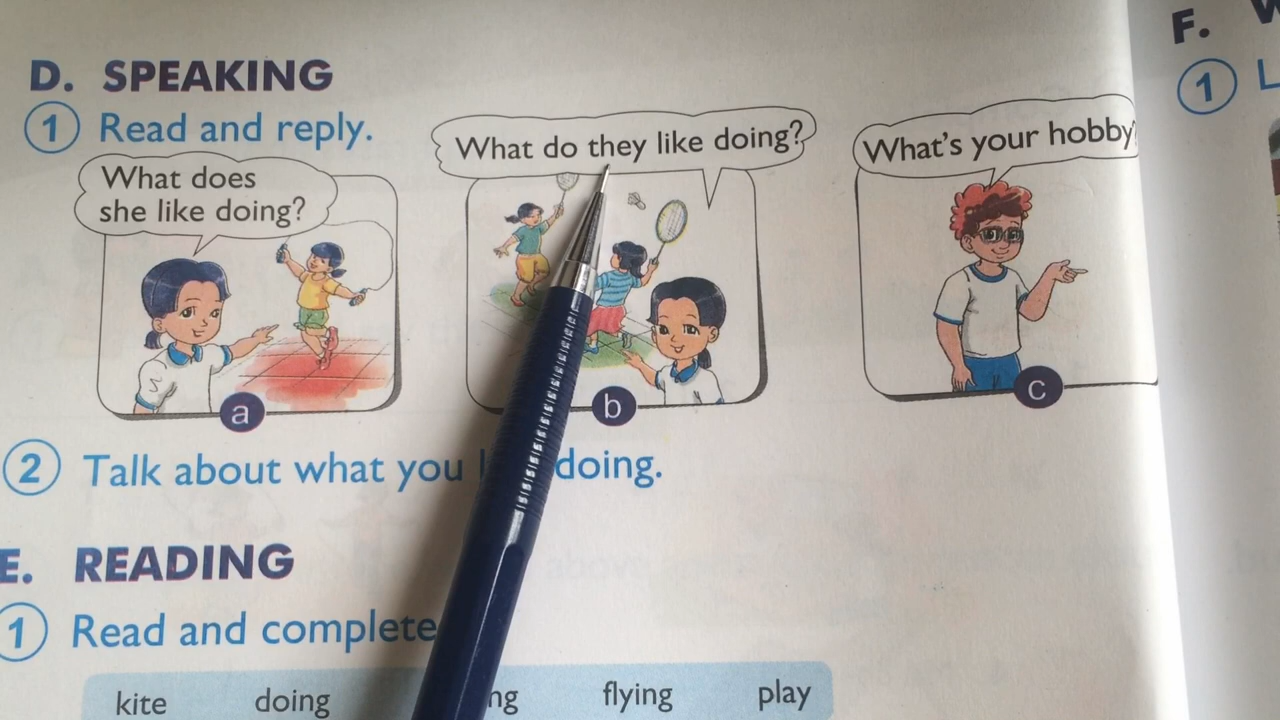 D. SPEAKING
1 Read and reply.
What does
she like doing?
What do they like doing?
What's your hobby?
a
b
c
2 Talk about what you doing.
E. READING
1 Read and complete
kite doing flying play
F.
1